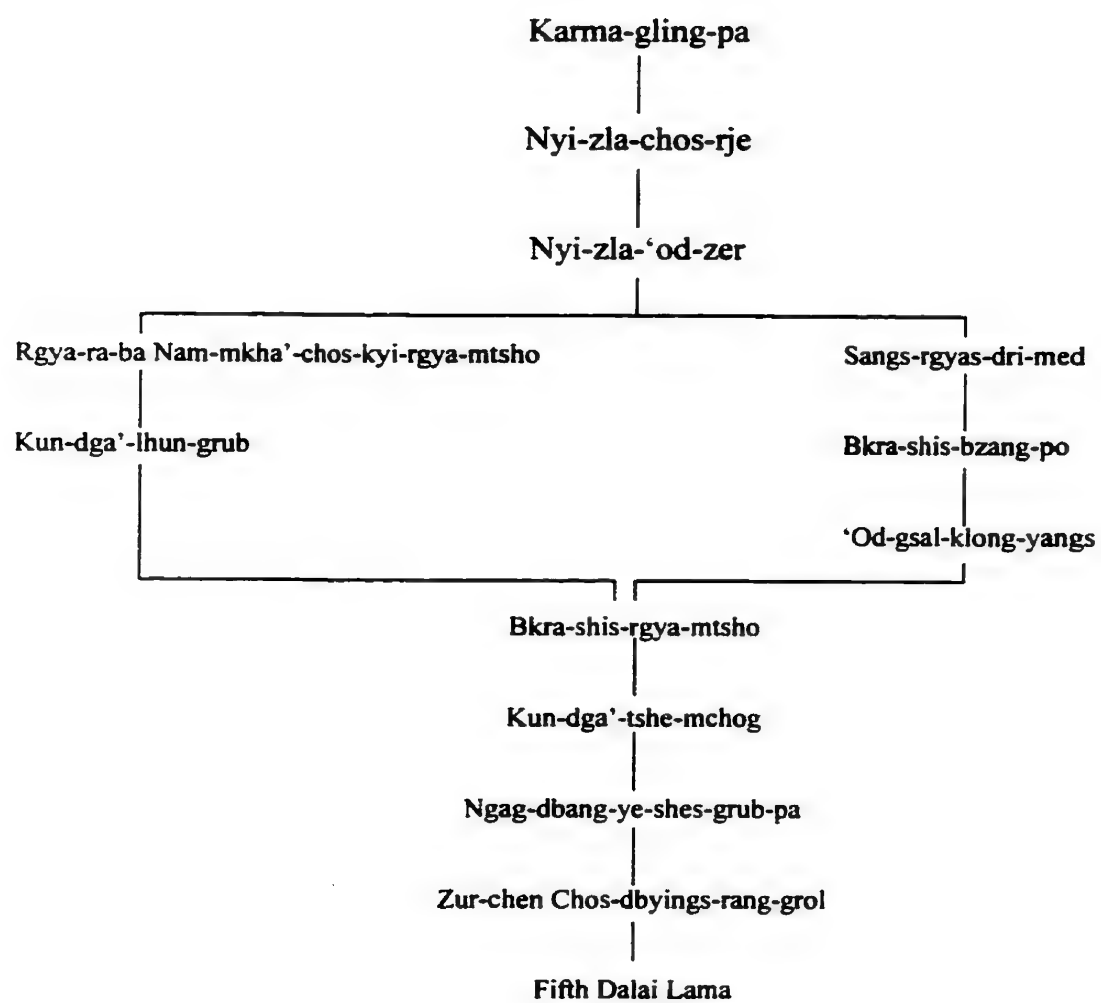 Karma-gling-pa
Nyi-zla-chos-rje
Nyi-zla-‘od-zer
Rgya-ra-ba Nam-mkha’-chos-kyi-rgya-mtsho
Sangs-rgyas-dri-med
Kun-dga’-lhun-grub
Bkra-shis-bzang-po
‘Od-gsal-klong-yangs
Bkra-shis-rgya-mtsho
Kun-dga’-tshe-mchog
Ngag-dbang-ye-shes-grub-pa
Zur-chen Chos-dbyings-rang-grol
Fifth Dalai Lama